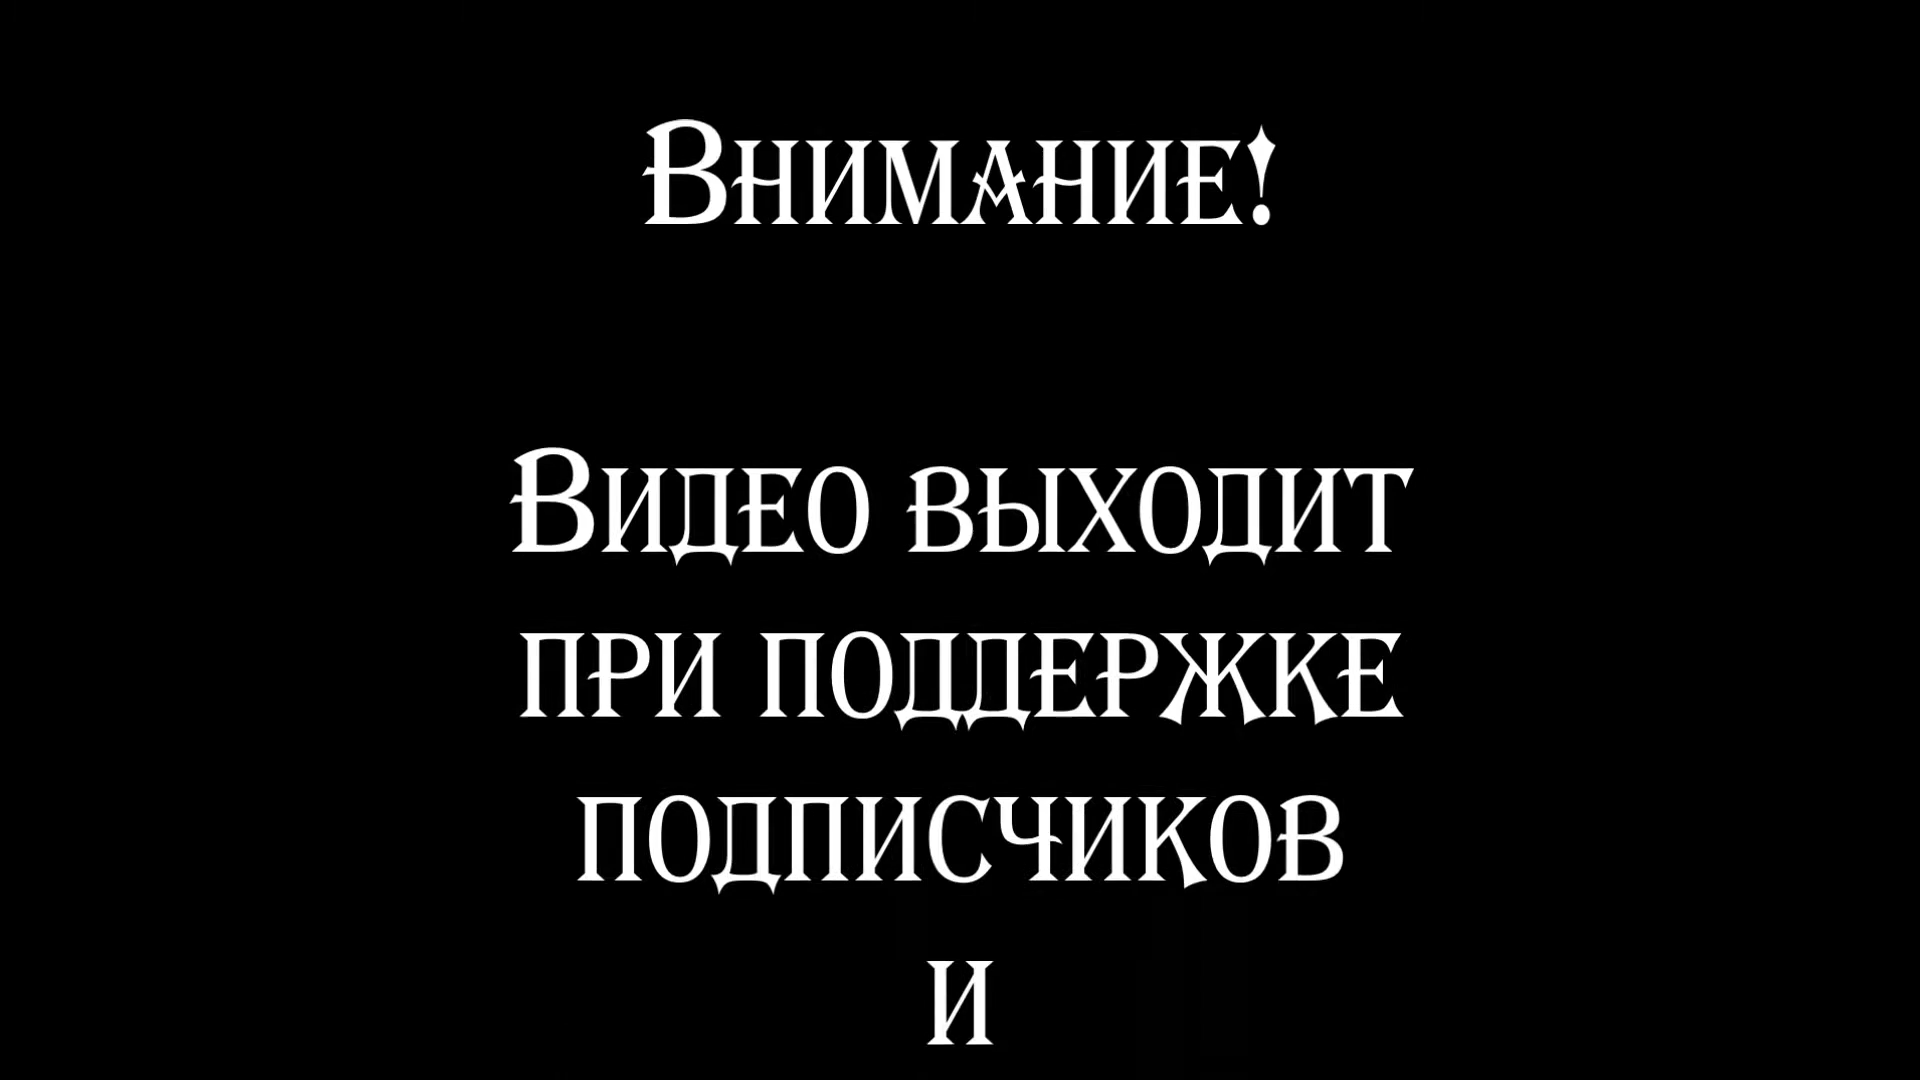 Внимание!
Видео выходит
при поддержке
подписчиков
и